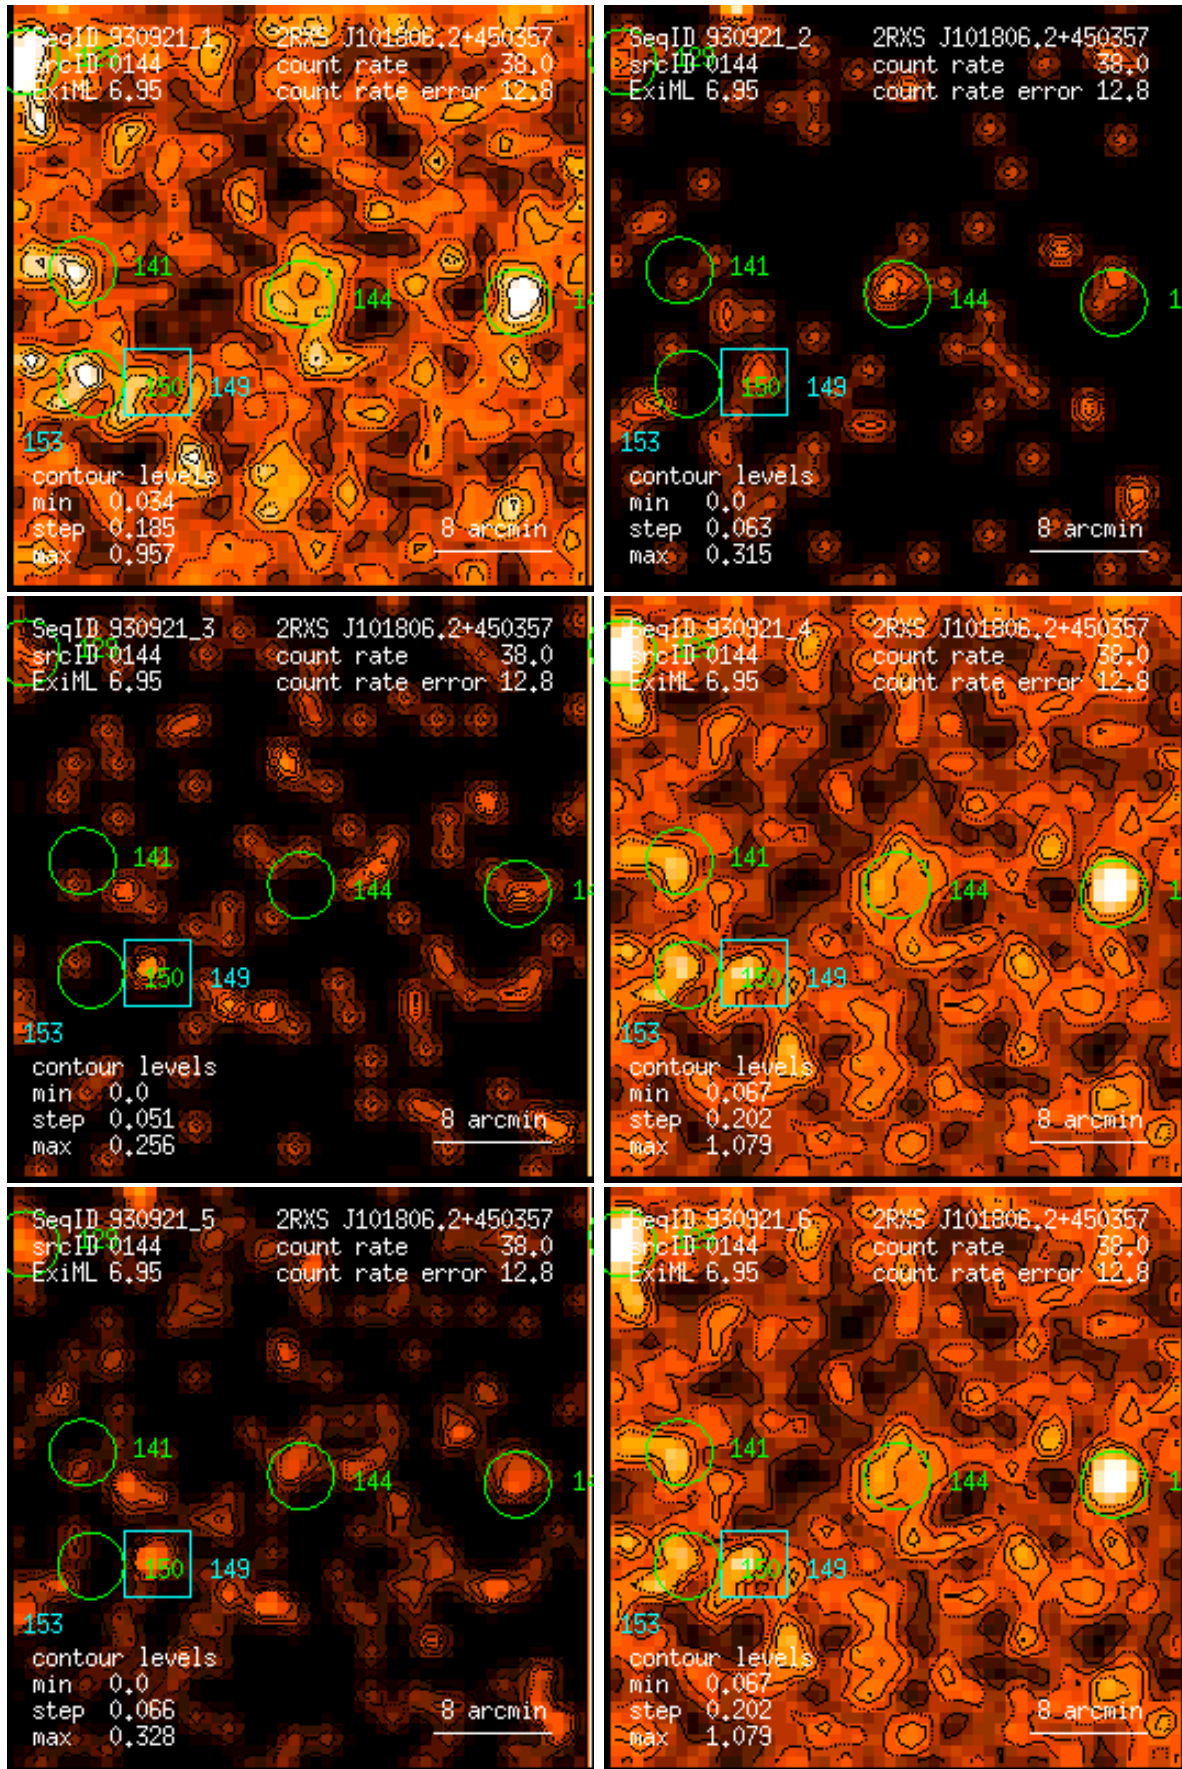 SeqID 930921_1 2RXS J101806.2+450357
srcID 0144 count rate 38.0
ExiML 6.95 count rate error 12.8
129
141
144
150 149
153
contour levels
min 0.034
step 0.185 8 arcmin
max 0.957
SeqID 930921_2 2RXS J101806.2+450357
srcID 0144 count rate 38.0
ExiML 6.95 count rate error 12.8
129
141
144
150 149
153
contour levels
min 0.0
step 0.063 8 arcmin
max 0.315
SeqID 930921_3 2RXS J101806.2+450357
srcID 0144 count rate 38.0
ExiML 6.95 count rate error 12.8
129
141
144
150 149
153
contour levels
min 0.0
step 0.051 8 arcmin
max 0.256
SeqID 930921_4 2RXS J101806.2+450357
srcID 0144 count rate 38.0
ExiML 6.95 count rate error 12.8
141
144
150 149
153
contour levels
min 0.067
step 0.202 8 arcmin
max 1.079
SeqID 930921_5 2RXS J101806.2+450357
srcID 0144 count rate 38.0
ExiML 6.95 count rate error 12.8
129
141
144
150 149
153
contour levels
min 0.0
step 0.066 8 arcmin
max 0.328
SeqID 930921_6 2RXS J101806.2+450357
srcID 0144 count rate 38.0
ExiML 6.95 count rate error 12.8
141
144
150 149
153
contour levels
min 0.067
step 0.202 8 arcmin
max 1.079